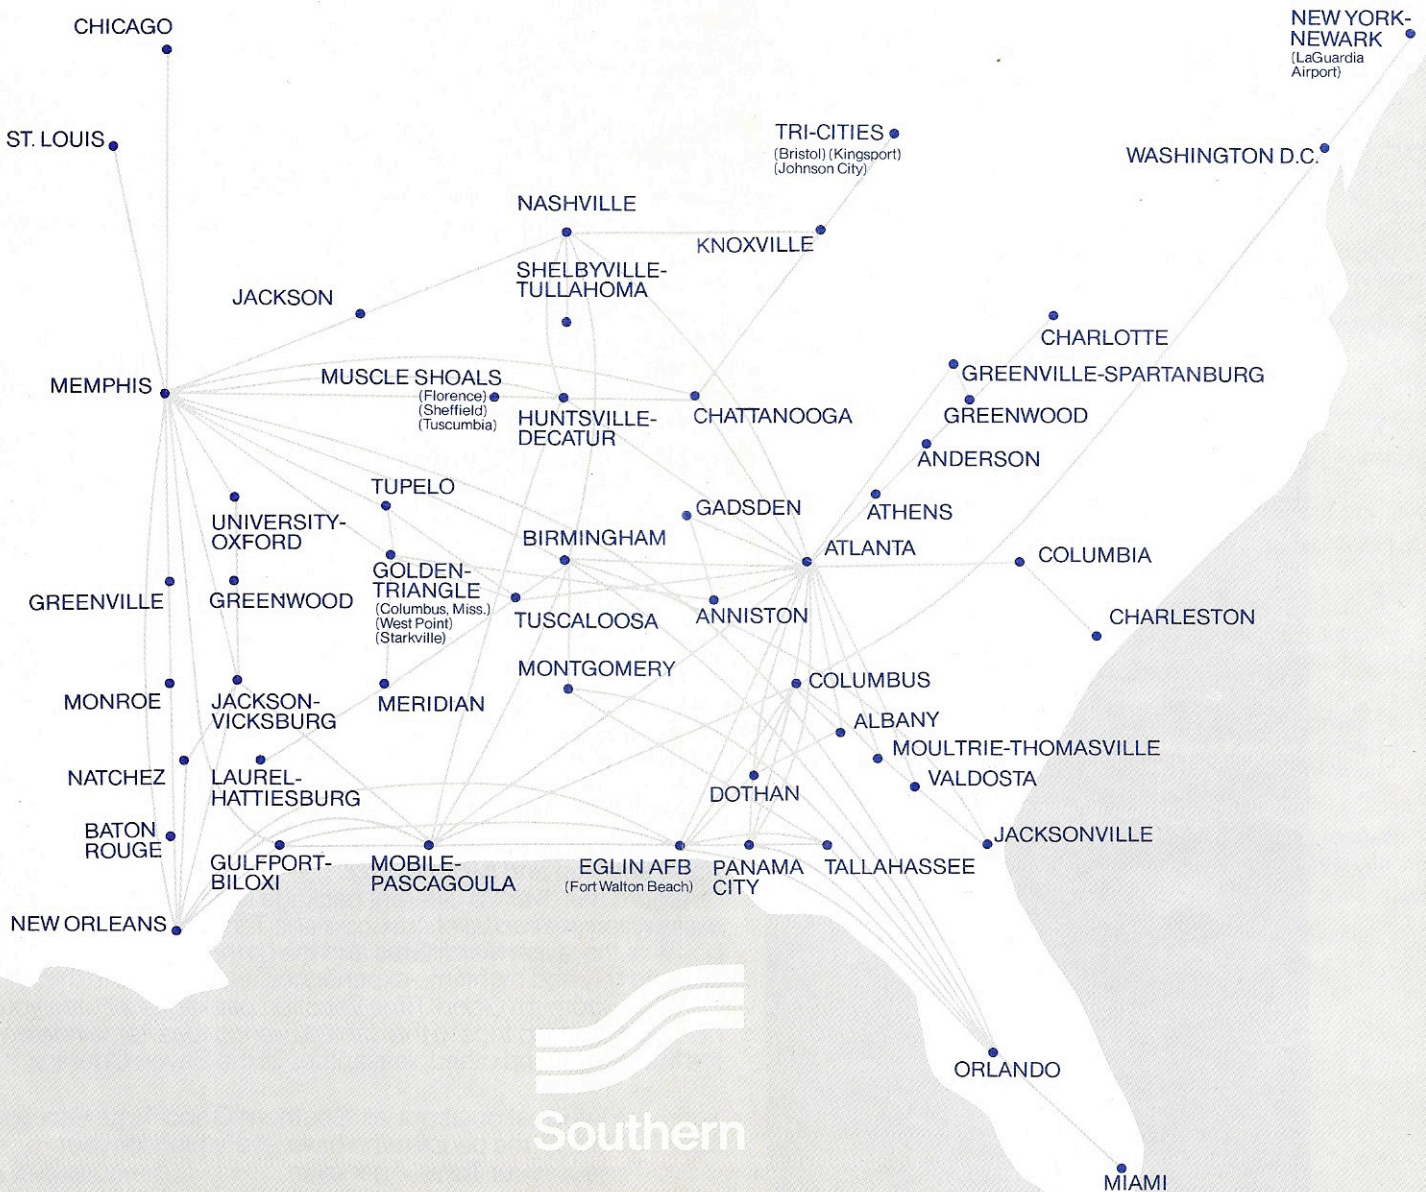 CHICAGO
NEW YORK-
NEWARK
(LaGuardia
Airport)
ST. LOUIS
TRI-CITIES
(Bristol) (Kingsport)
(Johnson City)
WASHINGTON D.C.
NASHVILLE
KNOXVILLE
SHELBYVILLE-
TULLAHOMA
JACKSON
CHARLOTTE
GREENVILLE-SPARTANBURG
MEMPHIS
MUSCLE SHOALS
(Florence)
(Sheffield)
(Tuscumbia)
HUNTSVILLE-
DECATUR
CHATTANOOGA
GREENWOOD
ANDERSON
TUPELO
GADSDEN
ATHENS
UNIVERSITY-
OXFORD
BIRMINGHAM
ATLANTA
COLUMBIA
GOLDEN-
TRIANGLE
(Columbus, Miss.)
(West Point)
(Starkville)
GREENVILLE
GREENWOOD
TUSCALOOSA
ANNISTON
CHARLESTON
MONTGOMERY
COLUMBUS
MONROE
JACKSON-
VICKSBURG
MERIDIAN
ALBANY
MOULTRIE-THOMASVILLE
NATCHEZ
LAUREL-
HATTIESBURG
DOTHAN
VALDOSTA
BATON
ROUGE
GULFPORT-
BILOXI
MOBILE-
PASCAGOULA
EGLIN AFB
(Fort Walton Beach)
PANAMA
CITY
TALLAHASSEE
JACKSONVILLE
NEW ORLEANS
ORLANDO
Southern
MIAMI